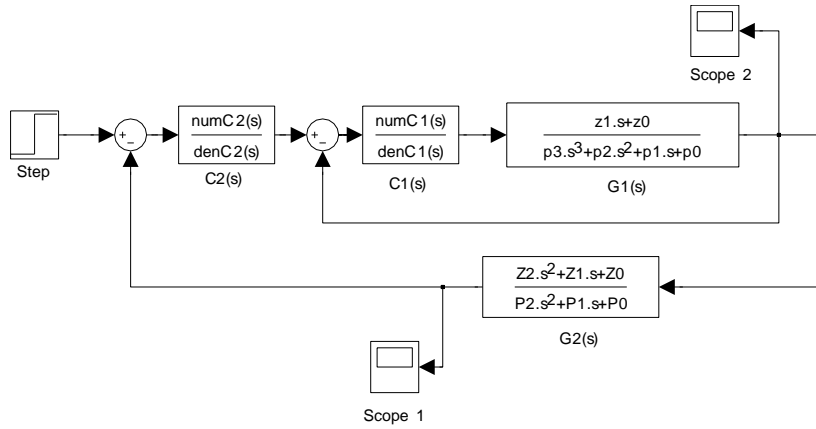 Scope 2
Step
+
−
numC2(s)
denC2(s)
C2(s)
+
−
numC1(s)
denC1(s)
C1(s)
z1.s+z0
p3.s³+p2.s²+p1.s+p0
G1(s)
Z2.s²+Z1.s+Z0
P2.s²+P1.s+P0
G2(s)
Scope 1